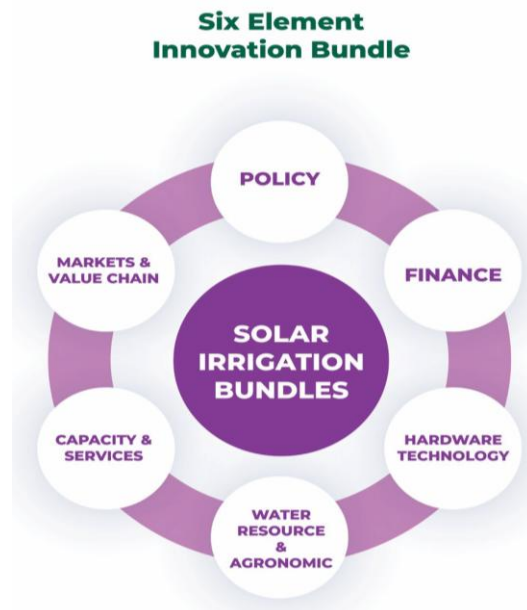 Six Element
Innovation Bundle
POLICY
MARKETS &
VALUE CHAIN
FINANCE
SOLAR
IRRIGATION
BUNDLES
CAPACITY &
SERVICES
HARDWARE
TECHNOLOGY
WATER
RESOURCE
&
AGRONOMIC